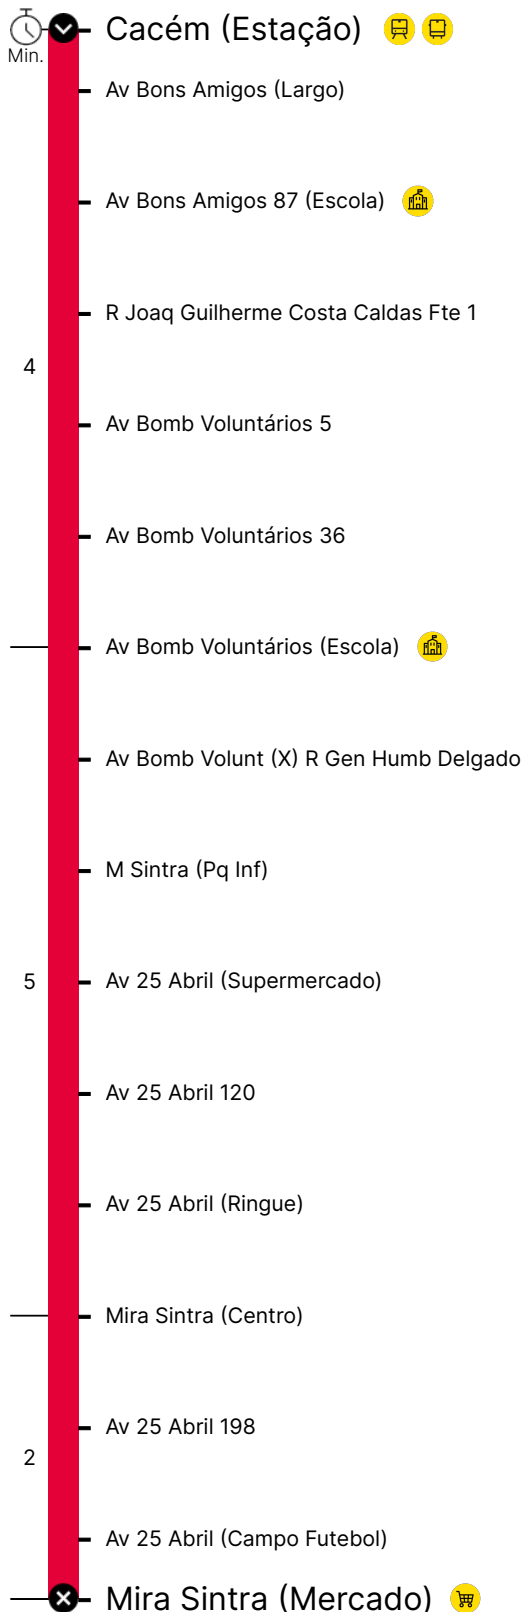 Cacém (Estação)
Min.
Av Bons Amigos (Largo)
Av Bons Amigos 87 (Escola)
R Joaq Guilherme Costa Caldas Fte 1
4
Av Bomb Voluntários 5
Av Bomb Voluntários 36
Av Bomb Voluntários (Escola)
Av Bomb Volunt (X) R Gen Humb Delgado
M Sintra (Pq Inf)
5
Av 25 Abril (Supermercado)
Av 25 Abril 120
Av 25 Abril (Ringue)
Mira Sintra (Centro)
Av 25 Abril 198
2
Av 25 Abril (Campo Futebol)
Mira Sintra (Mercado)